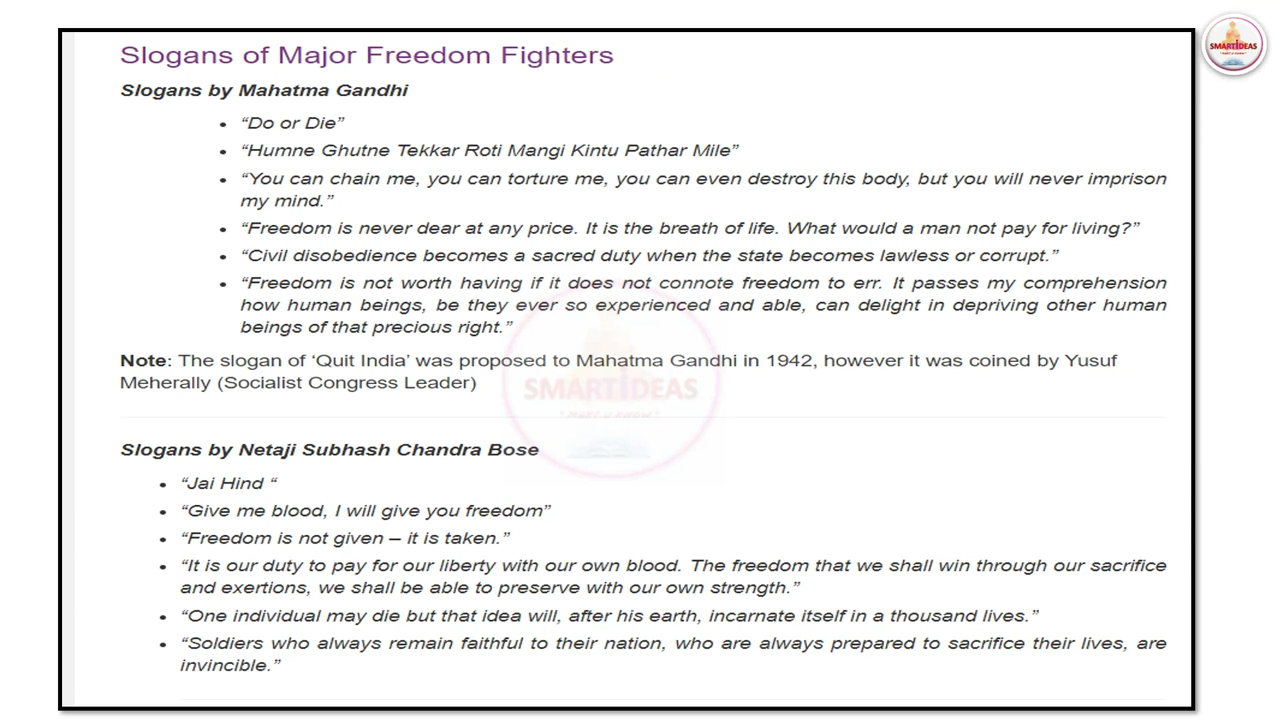 SMARTIDEAS
"MAKE U KNOW"
Slogans of Major Freedom Fighters
Slogans by Mahatma Gandhi
• “Do or Die”
• “Humne Ghutne Tekkar Roti Mangi Kintu Pathar Mile”
• “You can chain me, you can torture me, you can even destroy this body, but you will never imprison
my mind.”
• “Freedom is never dear at any price. It is the breath of life. What would a man not pay for living?”
• “Civil disobedience becomes a sacred duty when the state becomes lawless or corrupt.”
• “Freedom is not worth having if it does not connote freedom to err. It passes my comprehension
how human beings, be they ever so experienced and able, can delight in depriving other human
beings of that precious right.”
Note: The slogan of ‘Quit India’ was proposed to Mahatma Gandhi in 1942, however it was coined by Yusuf
Meherally (Socialist Congress Leader)
SMARTIDEAS
"MAKE U KNOW"
Slogans by Netaji Subhash Chandra Bose
• “Jai Hind “
• “Give me blood, I will give you freedom”
• “Freedom is not given – it is taken.”
• “It is our duty to pay for our liberty with our own blood. The freedom that we shall win through our sacrifice
and exertions, we shall be able to preserve with our own strength.”
• “One individual may die but that idea will, after his earth, incarnate itself in a thousand lives.”
• “Soldiers who always remain faithful to their nation, who are always prepared to sacrifice their lives, are
invincible.”